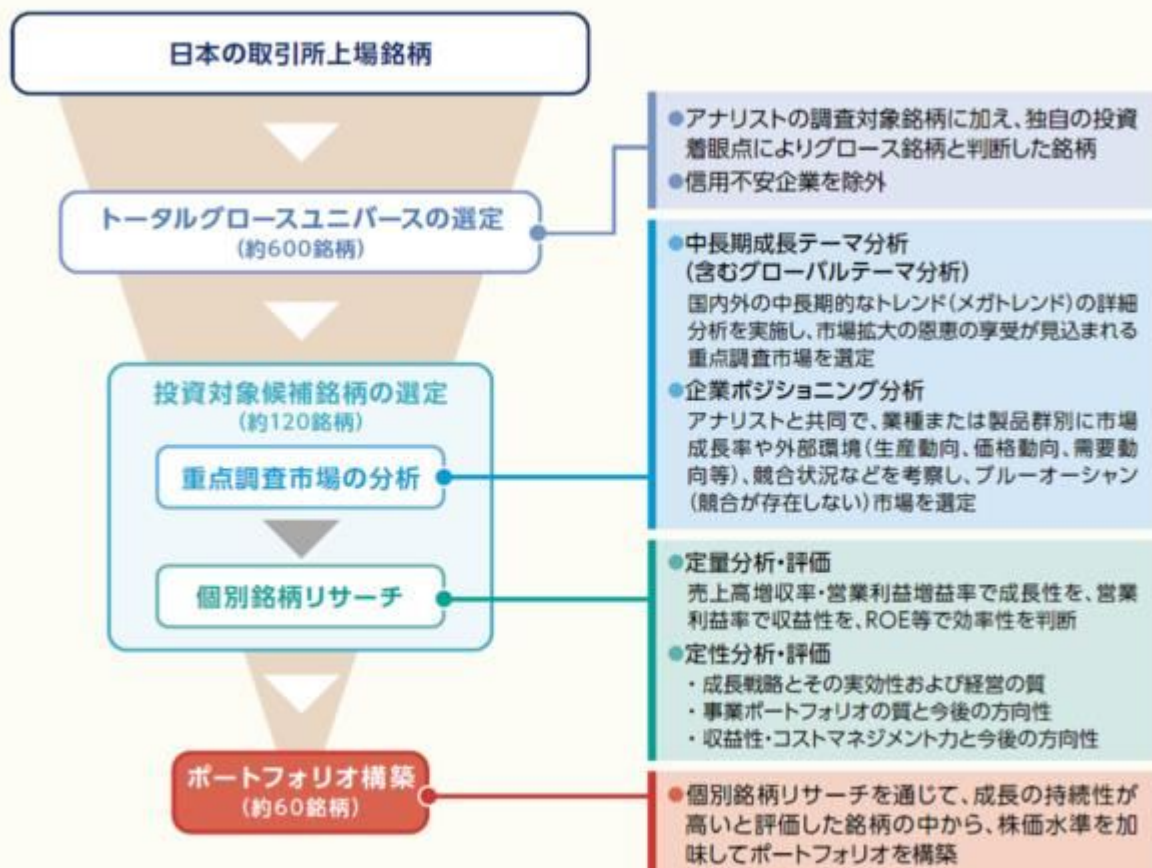 日本の取引所上場銘柄
トータルグロースユニバースの選定
(約600銘柄)
●アナリストの調査対象銘柄に加え、独自の投資
着眼点によりグロース銘柄と判断した銘柄
●信用不安企業を除外
投資対象候補銘柄の選定
(約120銘柄)
重点調査市場の分析
●中長期成長テーマ分析
(含むグローバルテーマ分析)
国内外の中長期的なトレンド(メガトレンド)の詳細
分析を実施し、市場拡大の恩恵の享受が見込まれる
重点調査市場を選定
●企業ポジショニング分析
アナリストと共同で、業種または製品群別に市場
成長率や外部環境(生産動向、価格動向、需要動
向等)、競合状況などを考察し、ブルーオーシャン
(競合が存在しない)市場を選定
個別銘柄リサーチ
●定量分析・評価
売上高増収率・営業利益増益率で成長性を、営業
利益率で収益性を、ROE等で効率性を判断
●定性分析・評価
・成長戦略とその実効性および経営の質
・事業ポートフォリオの質と今後の方向性
・収益性・コストマネジメント力と今後の方向性
ポートフォリオ構築
(約60銘柄)
●個別銘柄リサーチを通じて、成長の持続性が
高いと評価した銘柄の中から、株価水準を加
味してポートフォリオを構築